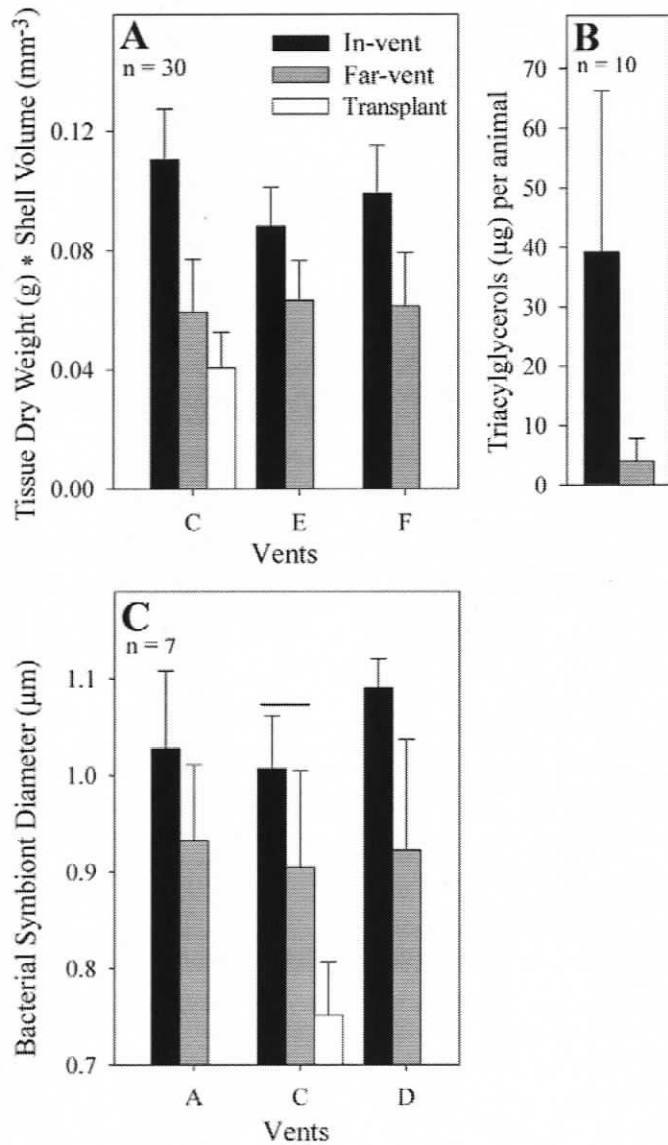 A
n = 30
In-vent
Far-vent
Transplant
Tissue Dry Weight (g) * Shell Volume (mm-3)
0.12
0.08
0.04
0.00
C E F
Vents
B
n = 10
Triacylglycerols (µg) per animal
70
60
50
40
30
20
10
0
C
n = 7
Bacterial Symbiont Diameter (µm)
1.1
1.0
0.9
0.8
0.7
A C D
Vents